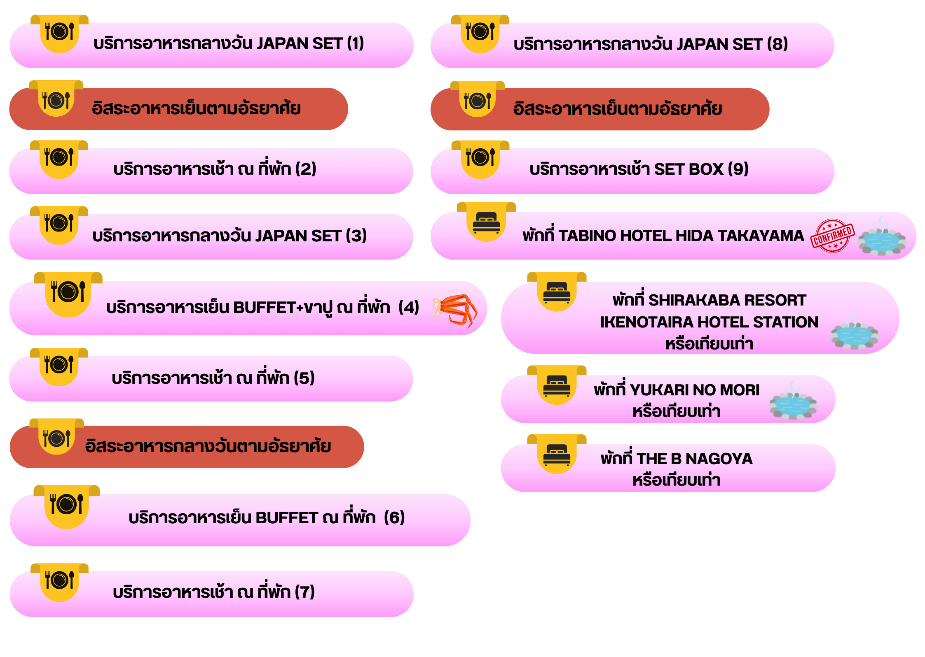 บริการอาหารกลางวัน JAPAN SET (1)
อิสระอาหารเย็นตามอัธยาศัย
บริการอาหารเช้า ณ ที่พัก (2)
บริการอาหารกลางวัน JAPAN SET (3)
บริการอาหารเย็น BUFFET+ขาปู ณ ที่พัก (4)
บริการอาหารเช้า ณ ที่พัก (5)
อิสระอาหารกลางวันตามอัธยาศัย
บริการอาหารเย็น BUFFET ณ ที่พัก (6)
บริการอาหารเช้า ณ ที่พัก (7)
บริการอาหารกลางวัน JAPAN SET (8)
อิสระอาหารเย็นตามอัธยาศัย
บริการอาหารเช้า SET BOX (9)
พักที่ TABINO HOTEL HIDA TAKAYAMA
CONFIRMED
พักที่ SHIRAKABA RESORT
IKENOTAIRA HOTEL STATION
หรือเทียบเท่า
พักที่ YUKARI NO MORI
หรือเทียบเท่า
พักที่ THE B NAGOYA
หรือเทียบเท่า